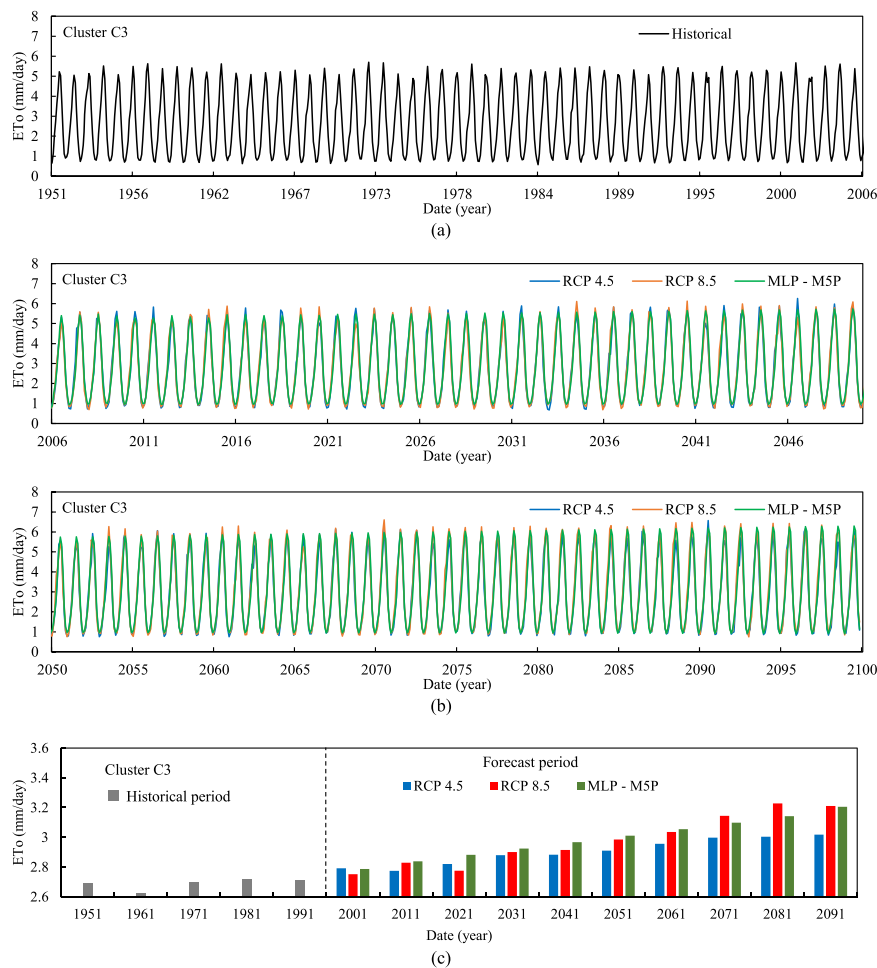 Cluster C3
Historical
8
7
6
5
4
3
2
1
0
ETo (mm/day)
1951 1956 1962 1967 1973 1978 1984 1989 1995 2000 2006
Date (year)
(a)
Cluster C3
RCP 4.5 RCP 8.5 MLP - M5P
8
7
6
5
4
3
2
1
0
ETo (mm/day)
2006 2011 2016 2021 2026 2031 2036 2041 2046
Date (year)
Cluster C3
RCP 4.5 RCP 8.5 MLP - M5P
8
7
6
5
4
3
2
1
0
ETo (mm/day)
2050 2055 2060 2065 2070 2075 2080 2085 2090 2095 2100
Date (year)
(b)
Cluster C3
Historical period
Forecast period
RCP 4.5 RCP 8.5 MLP - M5P
3.6
3.4
3.2
3
2.8
2.6
ETo (mm/day)
1951 1961 1971 1981 1991 2001 2011 2021 2031 2041 2051 2061 2071 2081 2091
Date (year)
(c)